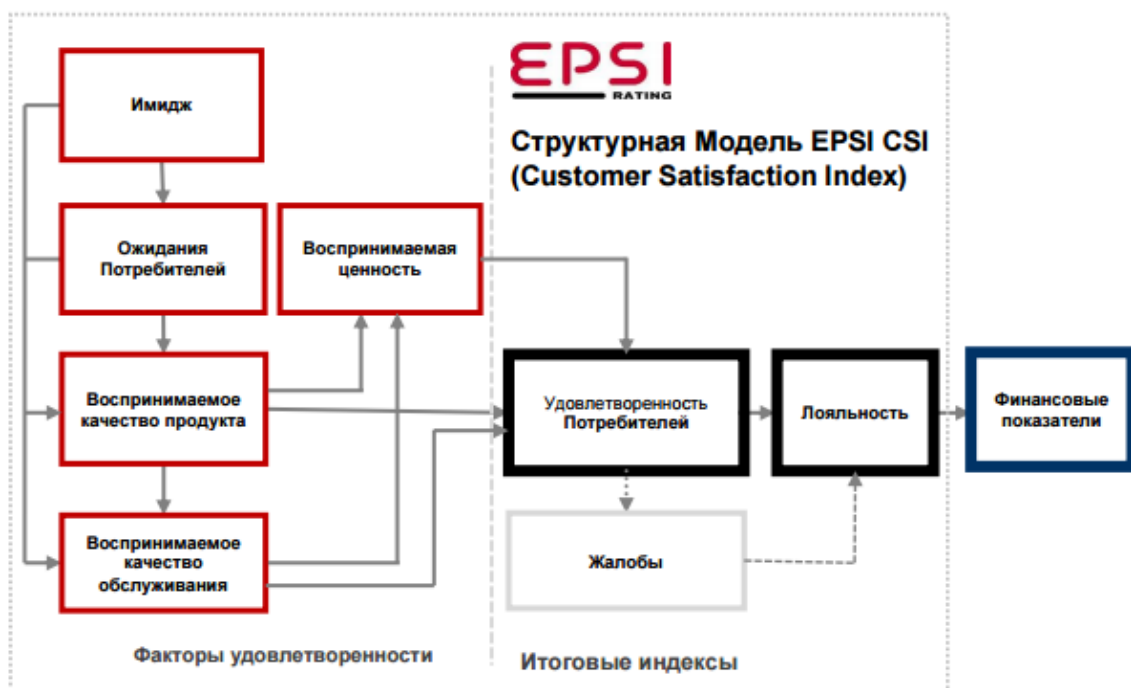 EPSI
RATING
Структурная Модель EPSI CSI
(Customer Satisfaction Index)
Имидж
Ожидания
Потребителей
Воспринимаемая
ценность
Воспринимаемое
качество продукта
Удовлетворенность
Потребителей
Лояльность
Финансовые
показатели
Воспринимаемое
качество
обслуживания
Жалобы
Факторы удовлетворенности
Итоговые индексы